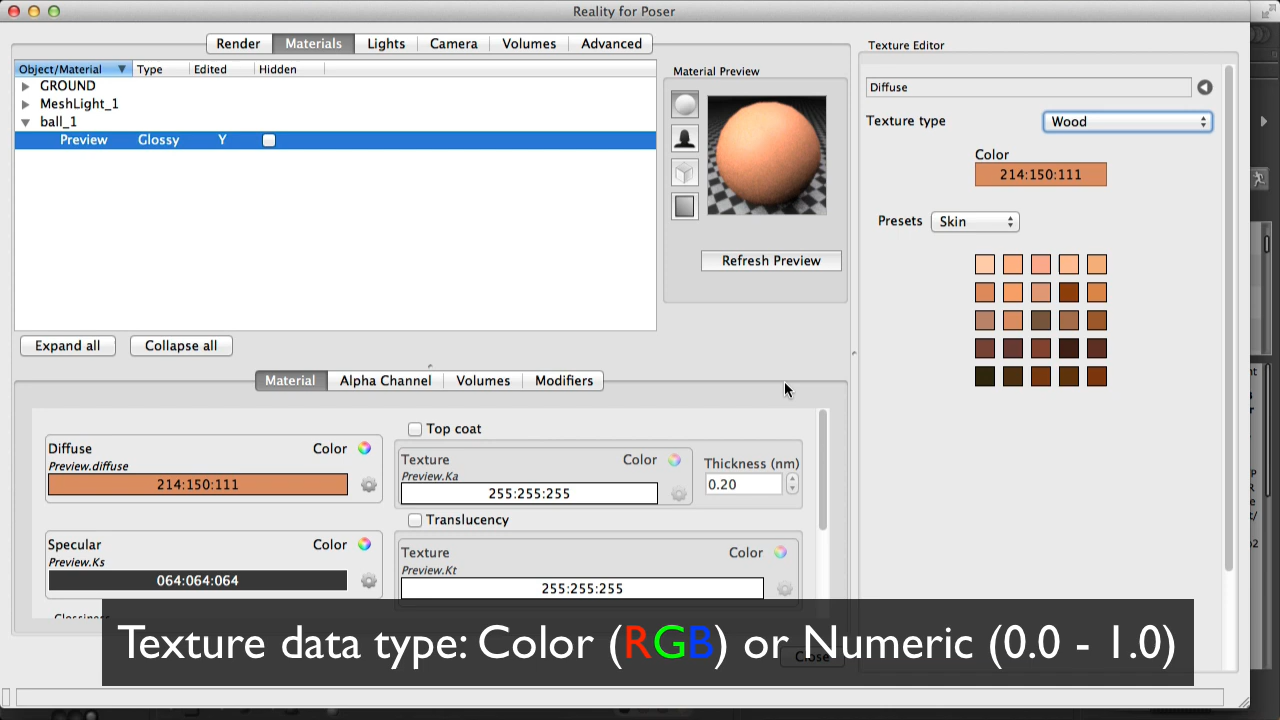 Reality for Poser
Render Materials Lights Camera Volumes Advanced
Object/Material Type Edited Hidden
GROUND
MeshLight_1
ball_1
Preview Glossy Y
Expand all Collapse all
Material Preview
Refresh Preview
Texture Editor
Diffuse
Texture type Wood
Color
214:150:111
Presets Skin
Material Alpha Channel Volumes Modifiers
Diffuse Color
Preview.diffuse
214:150:111
Specular Color
Preview.Ks
064:064:064
Top coat
Texture Color
Preview.Ka
255:255:255
Thickness (nm)
0.20
Translucency
Texture Color
Preview.Kt
255:255:255
Close
Texture data type: Color (RGB) or Numeric (0.0 - .0)